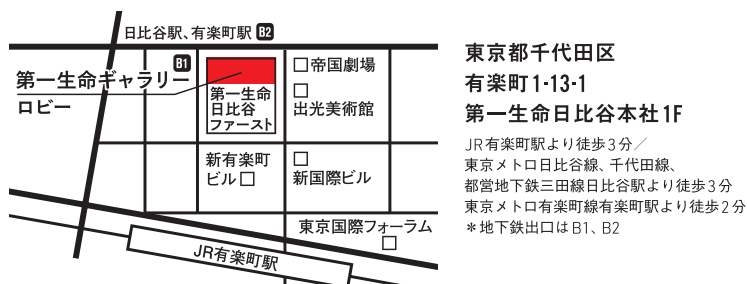 日比谷駅、有楽町駅 B2
B1
第一生命ギャラリー
ロビー
第一生命
日比谷
ファースト
□帝国劇場
□
出光美術館
新有楽町
ビル□
□
新国際ビル
東京国際フォーラム
□
JR有楽町駅
東京都千代田区
有楽町1-13-1
第一生命日比谷本社1F
JR有楽町駅より徒歩3分／
東京メトロ日比谷線、千代田線、
都営地下鉄三田線日比谷駅より徒歩3分
東京メトロ有楽町線有楽町駅より徒歩2分
＊地下鉄出口はB1、B2